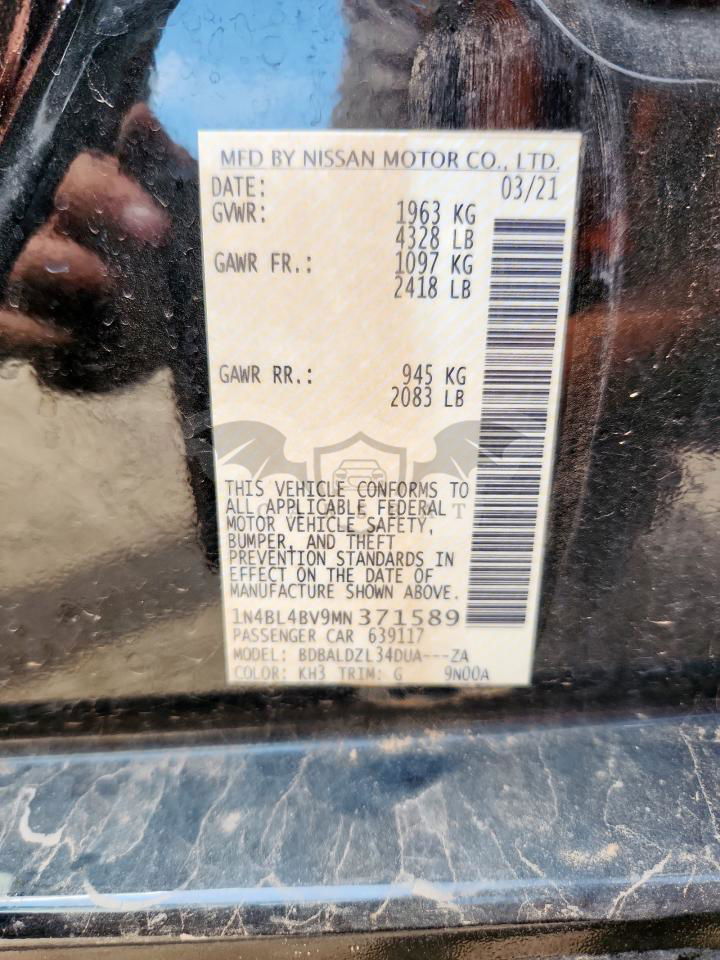 MFD BY NISSAN MOTOR CO., LTD.
DATE: 03/21
GVWR: 1963 KG
4328 LB
GAWR FR.: 1097 KG
2418 LB
GAWR RR.: 945 KG
2083 LB
THIS VEHICLE CONFORMS TO
ALL APPLICABLE FEDERAL
MOTOR VEHICLE SAFETY,
BUMPER, AND THEFT
PREVENTION STANDARDS IN
EFFECT ON THE DATE OF
MANUFACTURE SHOWN ABOVE.
1N4BL4BV9MN371589
PASSENGER CAR 639117
MODEL: BDBALDZL34DUA---ZA
COLOR: KH3 TRIM: G 9N00A